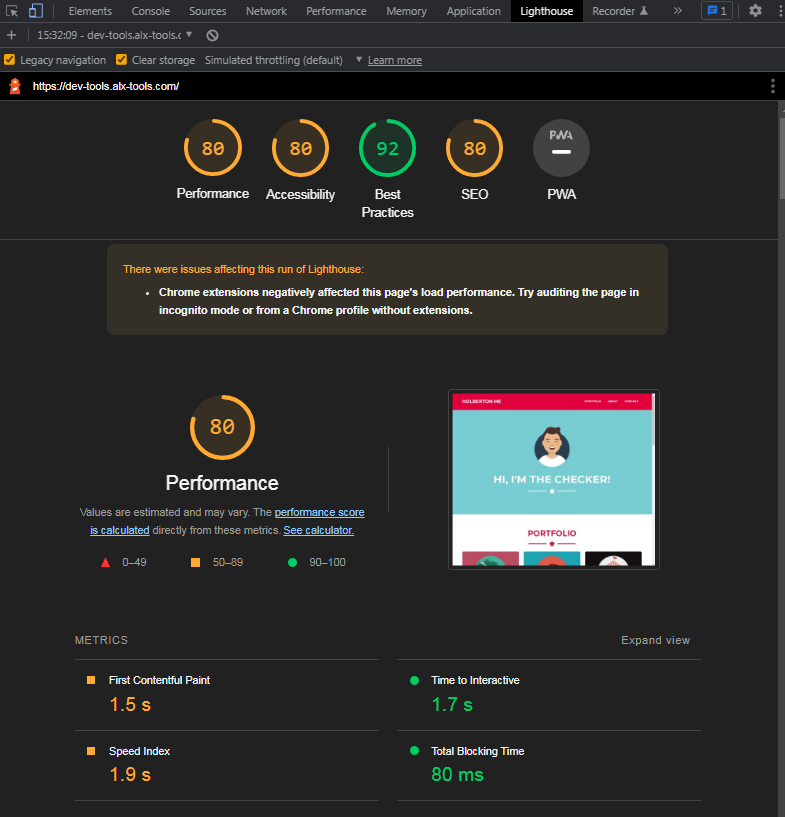 Elements Console Sources Network Performance Memory Application Lighthouse Recorder 1
15:32:09 - dev-tools.alx-tools.c
Legacy navigation Clear storage Simulated throttling (default) Learn more
https://dev-tools.alx-tools.com/
80 80 92 80 PWA
Performance Accessibility Best Practices SEO PWA
There were issues affecting this run of Lighthouse:
• Chrome extensions negatively affected this page's load performance. Try auditing the page in
incognito mode or from a Chrome profile without extensions.
80
Performance
Values are estimated and may vary. The performance score
is calculated directly from these metrics. See calculator.
0–49 50–89 90–100
HOLBERTON ME PORTFOLIO ABOUT CONTACT
HI, I'M THE CHECKER!
PORTFOLIO
METRICS Expand view
First Contentful Paint
1.5 s
Time to Interactive
1.7 s
Speed Index
1.9 s
Total Blocking Time
80 ms